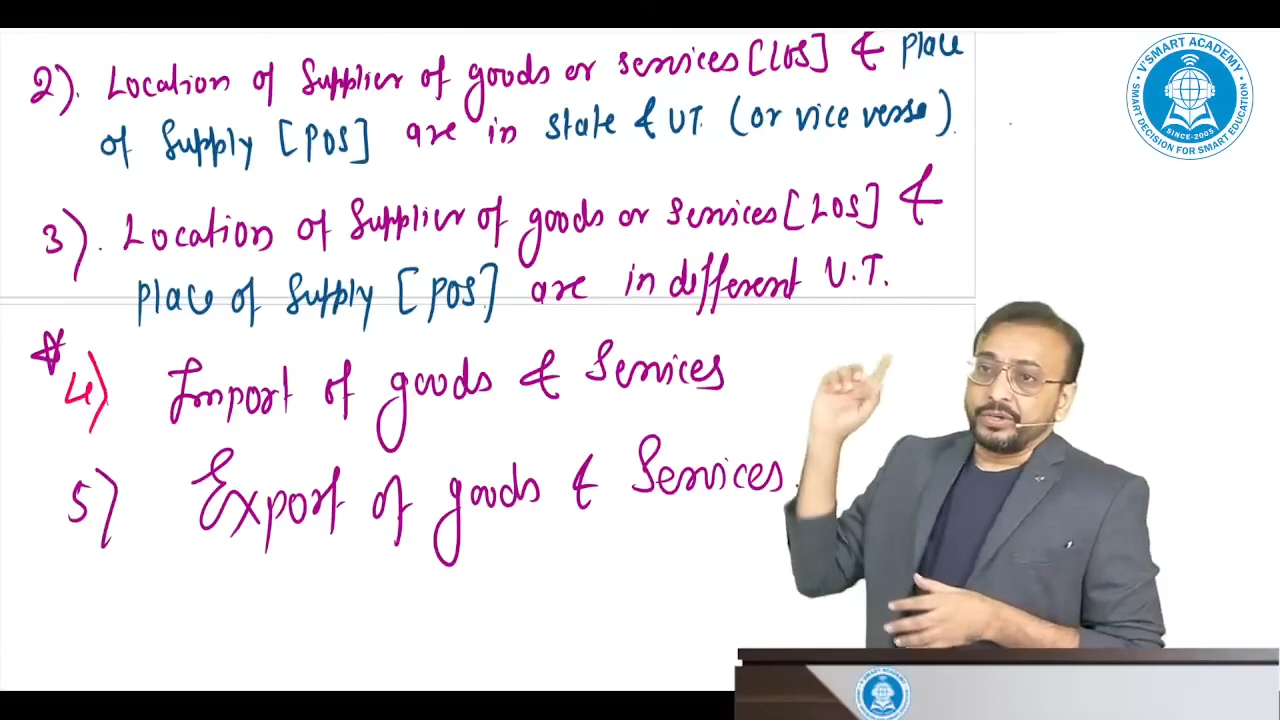 2). Location of Supplier of goods or services [LOS] & place
of Supply [POS] are in state & UT. (or vice verse).
3). Location of Supplier of goods or services [LOS] &
place of Supply [POS] are in different U.T.
4) Import of goods & Services
5) Export of goods & Services.
V'SMART ACADEMY
SINCE-2005
SMART DECISION FOR SMART EDUCATION